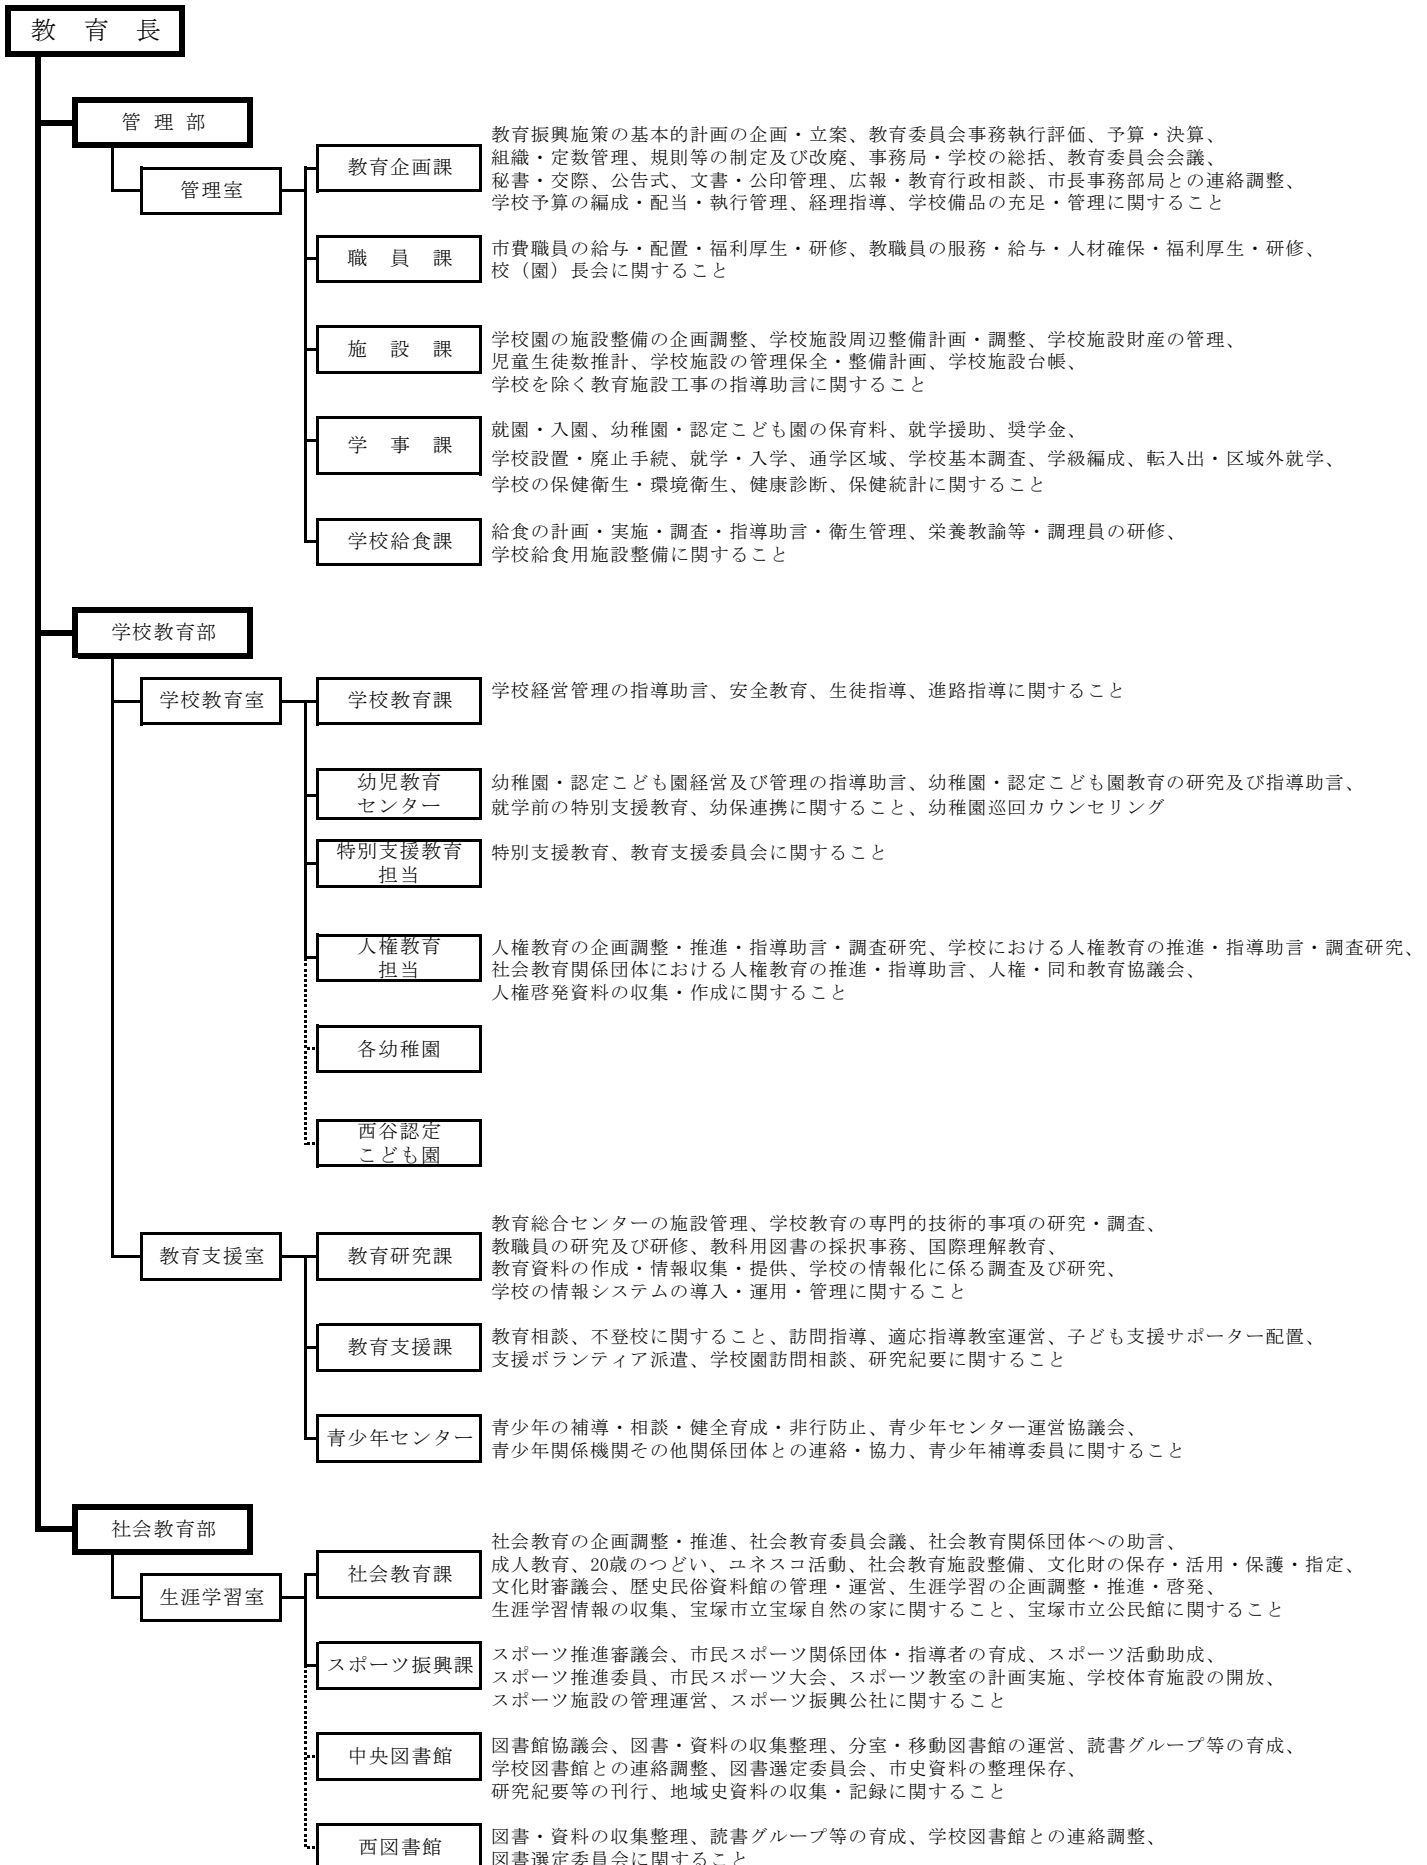 教育長
管理部
管理室
教育企画課
教育振興施策の基本的計画の企画・立案、教育委員会事務執行評価、予算・決算、
組織・定数管理、規則等の制定及び改廃、事務局・学校の総括、教育委員会会議、
秘書・交際、公告式、文書・公印管理、広報・教育行政相談、市長事務部局との連絡調整、
学校予算の編成・配当・執行管理、経理指導、学校備品の充足・管理に関すること
職員課
市費職員の給与・配置・福利厚生・研修、教職員の服務・給与・人材確保・福利厚生・研修、
校（園）長会に関すること
施設課
学校園の施設整備の企画調整、学校施設周辺整備計画・調整、学校施設財産の管理、
児童生徒数推計、学校施設の管理保全・整備計画、学校施設台帳、
学校を除く教育施設工事の指導助言に関すること
学事課
就園・入園、幼稚園・認定こども園の保育料、就学援助、奨学金、
学校設置・廃止手続、就学・入学、通学区域、学校基本調査、学級編成、転入出・区域外就学、
学校の保健衛生・環境衛生、健康診断、保健統計に関すること
学校給食課
給食の計画・実施・調査・指導助言・衛生管理、栄養教諭等・調理員の研修、
学校給食用施設整備に関すること
学校教育部
学校教育室
学校教育課
学校経営管理の指導助言、安全教育、生徒指導、進路指導に関すること
幼児教育
センター
幼稚園・認定こども園経営及び管理の指導助言、幼稚園・認定こども園教育の研究及び指導助言、
就学前の特別支援教育、幼保連携に関すること、幼稚園巡回カウンセリング
特別支援教育
担当
特別支援教育、教育支援委員会に関すること
人権教育
担当
人権教育の企画調整・推進・指導助言・調査研究、学校における人権教育の推進・指導助言・調査研究、
社会教育関係団体における人権教育の推進・指導助言、人権・同和教育協議会、
人権啓発資料の収集・作成に関すること
各幼稚園
西谷認定
こども園
教育支援室
教育研究課
教育総合センターの施設管理、学校教育の専門的技術的事項の研究・調査、
教職員の研究及び研修、教科用図書の採択事務、国際理解教育、
教育資料の作成・情報収集・提供、学校の情報化に係る調査及び研究、
学校の情報システムの導入・運用・管理に関すること
教育支援課
教育相談、不登校に関すること、訪問指導、適応指導教室運営、子ども支援サポーター配置、
支援ボランティア派遣、学校園訪問相談、研究紀要に関すること
青少年センター
青少年の補導・相談・健全育成・非行防止、青少年センター運営協議会、
青少年関係機関その他関係団体との連絡・協力、青少年補導委員に関すること
社会教育部
生涯学習室
社会教育課
社会教育の企画調整・推進、社会教育委員会議、社会教育関係団体への助言、
成人教育、20歳のつどい、ユネスコ活動、社会教育施設整備、文化財の保存・活用・保護・指定、
文化財審議会、歴史民俗資料館の管理・運営、生涯学習の企画調整・推進・啓発、
生涯学習情報の収集、宝塚市立宝塚自然の家に関すること、宝塚市立公民館に関すること
スポーツ振興課
スポーツ推進審議会、市民スポーツ関係団体・指導者の育成、スポーツ活動助成、
スポーツ推進委員、市民スポーツ大会、スポーツ教室の計画実施、学校体育施設の開放、
スポーツ施設の管理運営、スポーツ振興公社に関すること
中央図書館
図書館協議会、図書・資料の収集整理、分室・移動図書館の運営、読書グループ等の育成、
学校図書館との連絡調整、図書選定委員会、市史資料の整理保存、
研究紀要等の刊行、地域史資料の収集・記録に関すること
西図書館
図書・資料の収集整理、読書グループ等の育成、学校図書館との連絡調整、
図書選定委員会に関すること